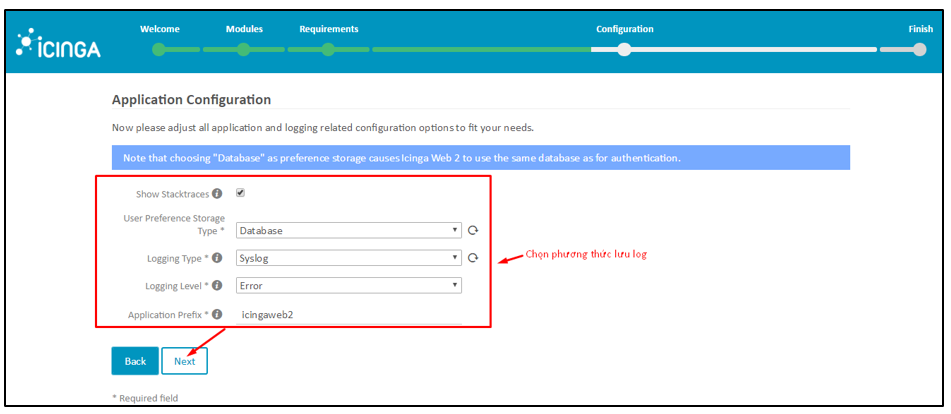 Welcome
Modules
Requirements
Configuration
Finish
ICINGA
Application Configuration
Now please adjust all application and logging related configuration options to fit your needs.
Note that choosing "Database" as preference storage causes Icinga Web 2 to use the same database as for authentication.
Show Stacktraces
User Preference Storage
Type *
Database
Logging Type *
Syslog
Chọn phương thức lưu log
Logging Level *
Error
Application Prefix *
icingaweb2
Back
Next
* Required field